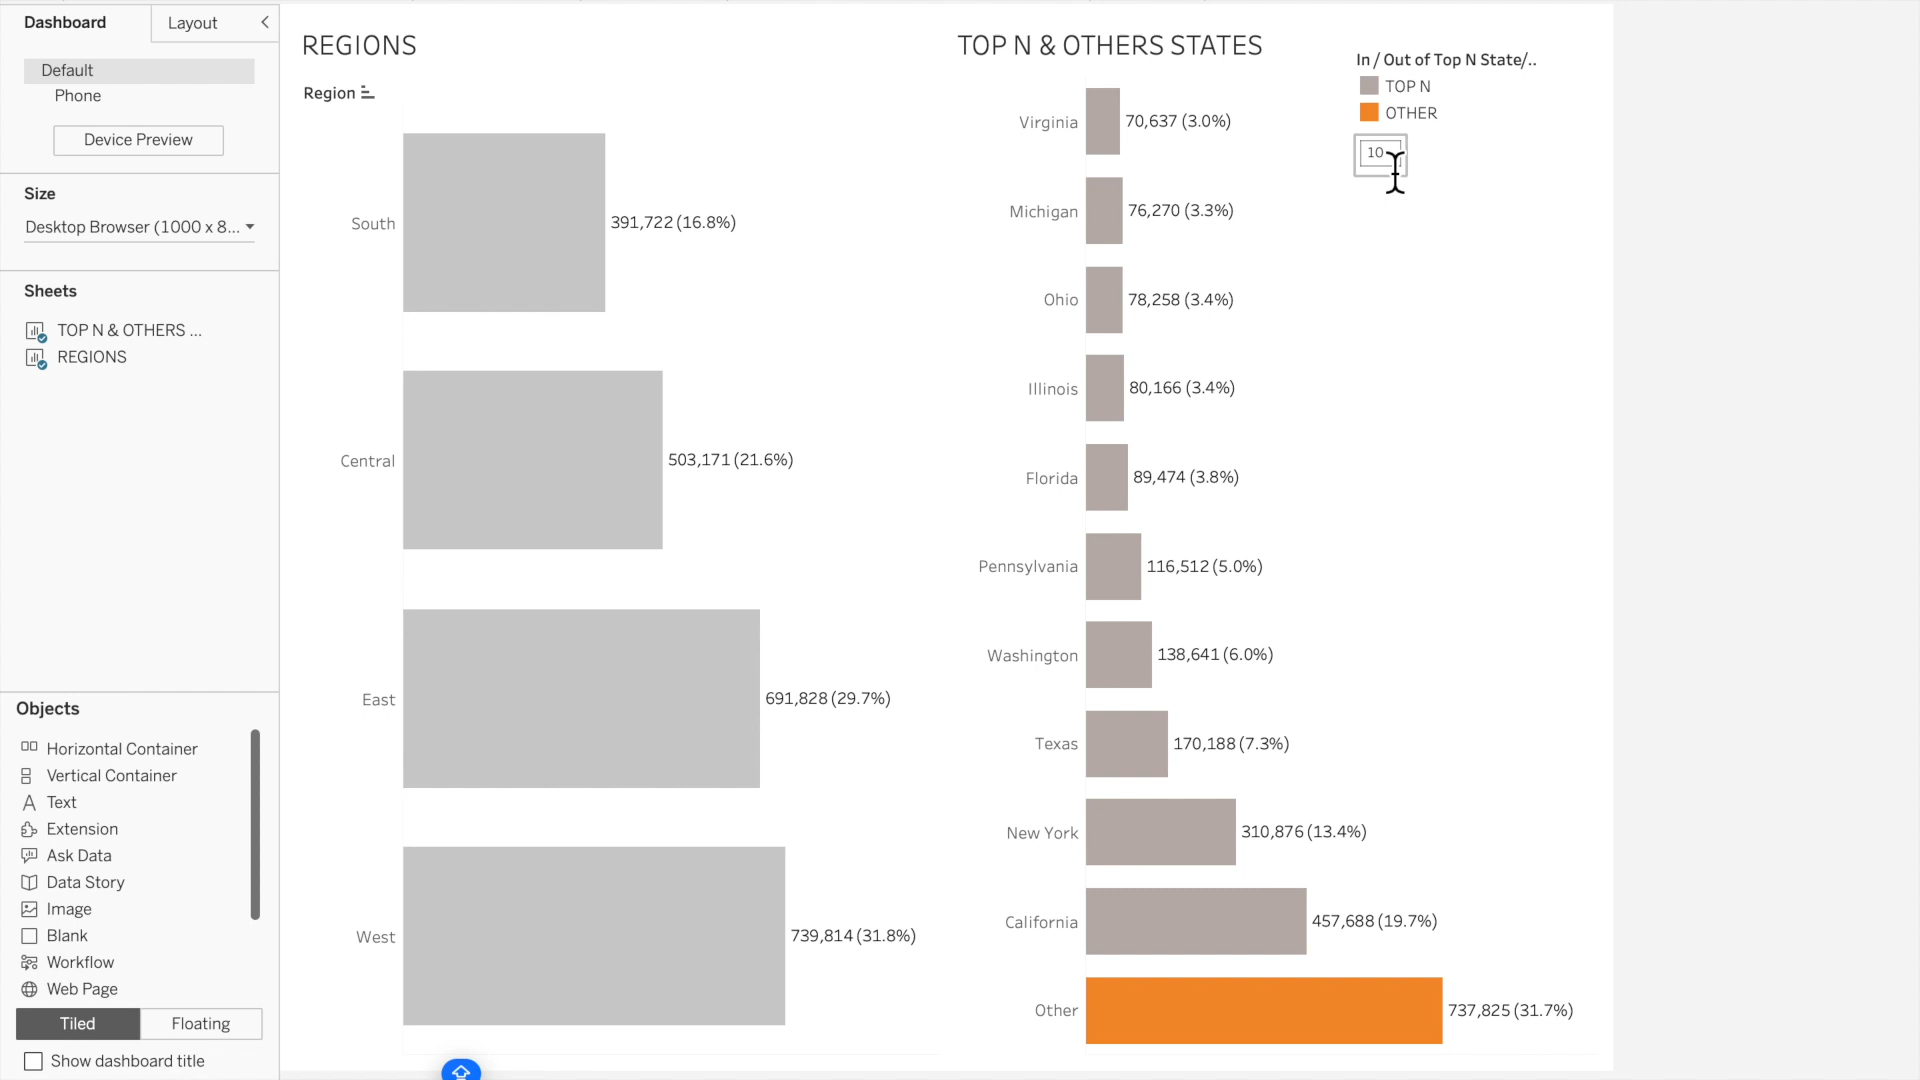 Dashboard
Layout
Default
Phone
Device Preview
Size
Desktop Browser (1000 x 8...
Sheets
TOP N & OTHERS ...
REGIONS
Objects
Horizontal Container
Vertical Container
Text
Extension
Ask Data
Data Story
Image
Blank
Workflow
Web Page
Tiled
Floating
Show dashboard title
REGIONS
Region
South
391,722 (16.8%)
Central
503,171 (21.6%)
East
691,828 (29.7%)
West
739,814 (31.8%)
TOP N & OTHERS STATES
Virginia
70,637 (3.0%)
Michigan
76,270 (3.3%)
Ohio
78,258 (3.4%)
Illinois
80,166 (3.4%)
Florida
89,474 (3.8%)
Pennsylvania
116,512 (5.0%)
Washington
138,641 (6.0%)
Texas
170,188 (7.3%)
New York
310,876 (13.4%)
California
457,688 (19.7%)
Other
737,825 (31.7%)
In / Out of Top N State/..
TOP N
OTHER
10